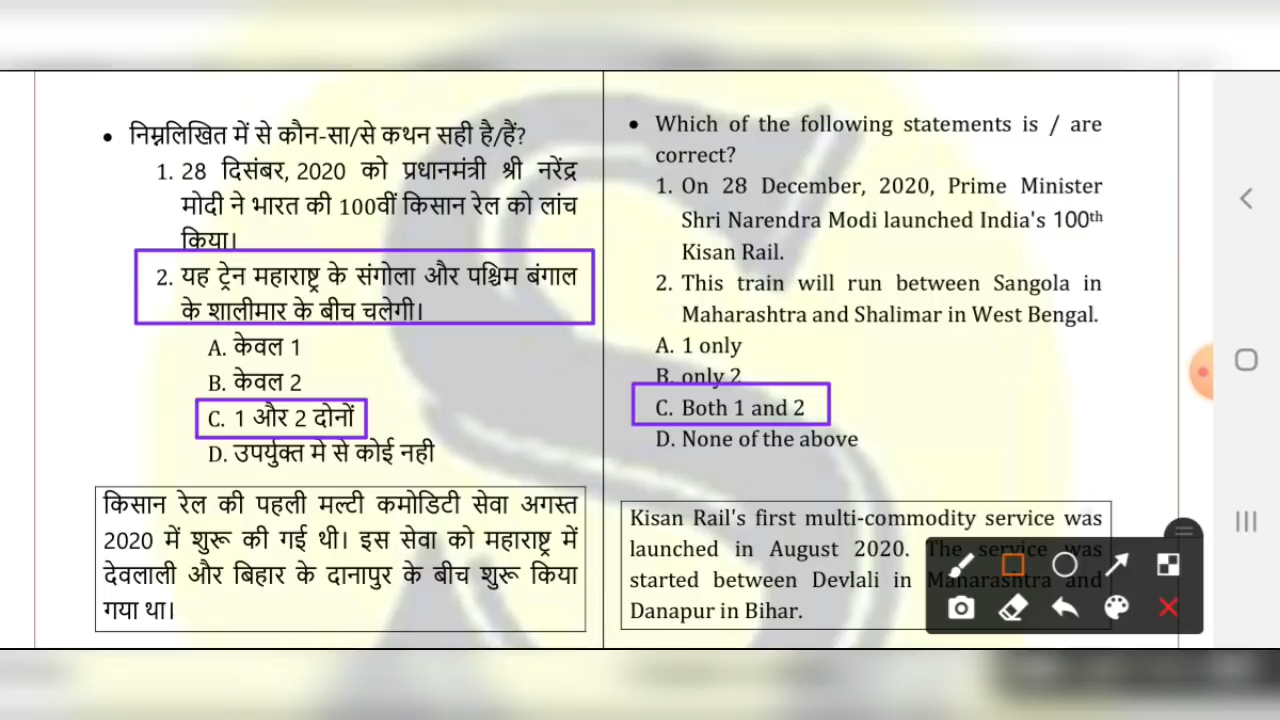 • निम्नलिखित में से कौन-सा/से कथन सही है/हैं?
1. 28 दिसंबर, 2020 को प्रधानमंत्री श्री नरेंद्र
मोदी ने भारत की 100वीं किसान रेल को लांच
किया।
2. यह ट्रेन महाराष्ट्र के संगोला और पश्चिम बंगाल
के शालीमार के बीच चलेगी।
A. केवल 1
B. केवल 2
C. 1 और 2 दोनों
D. उपर्युक्त मे से कोई नही
किसान रेल की पहली मल्टी कमोडिटी सेवा अगस्त
2020 में शुरू की गई थी। इस सेवा को महाराष्ट्र में
देवलाली और बिहार के दानापुर के बीच शुरू किया
गया था।
• Which of the following statements is / are
correct?
1. On 28 December, 2020, Prime Minister
Shri Narendra Modi launched India's 100th
Kisan Rail.
2. This train will run between Sangola in
Maharashtra and Shalimar in West Bengal.
A. 1 only
B. only 2
C. Both 1 and 2
D. None of the above
Kisan Rail's first multi-commodity service was
launched in August 2020. The service was
started between Devlali in Maharashtra and
Danapur in Bihar.